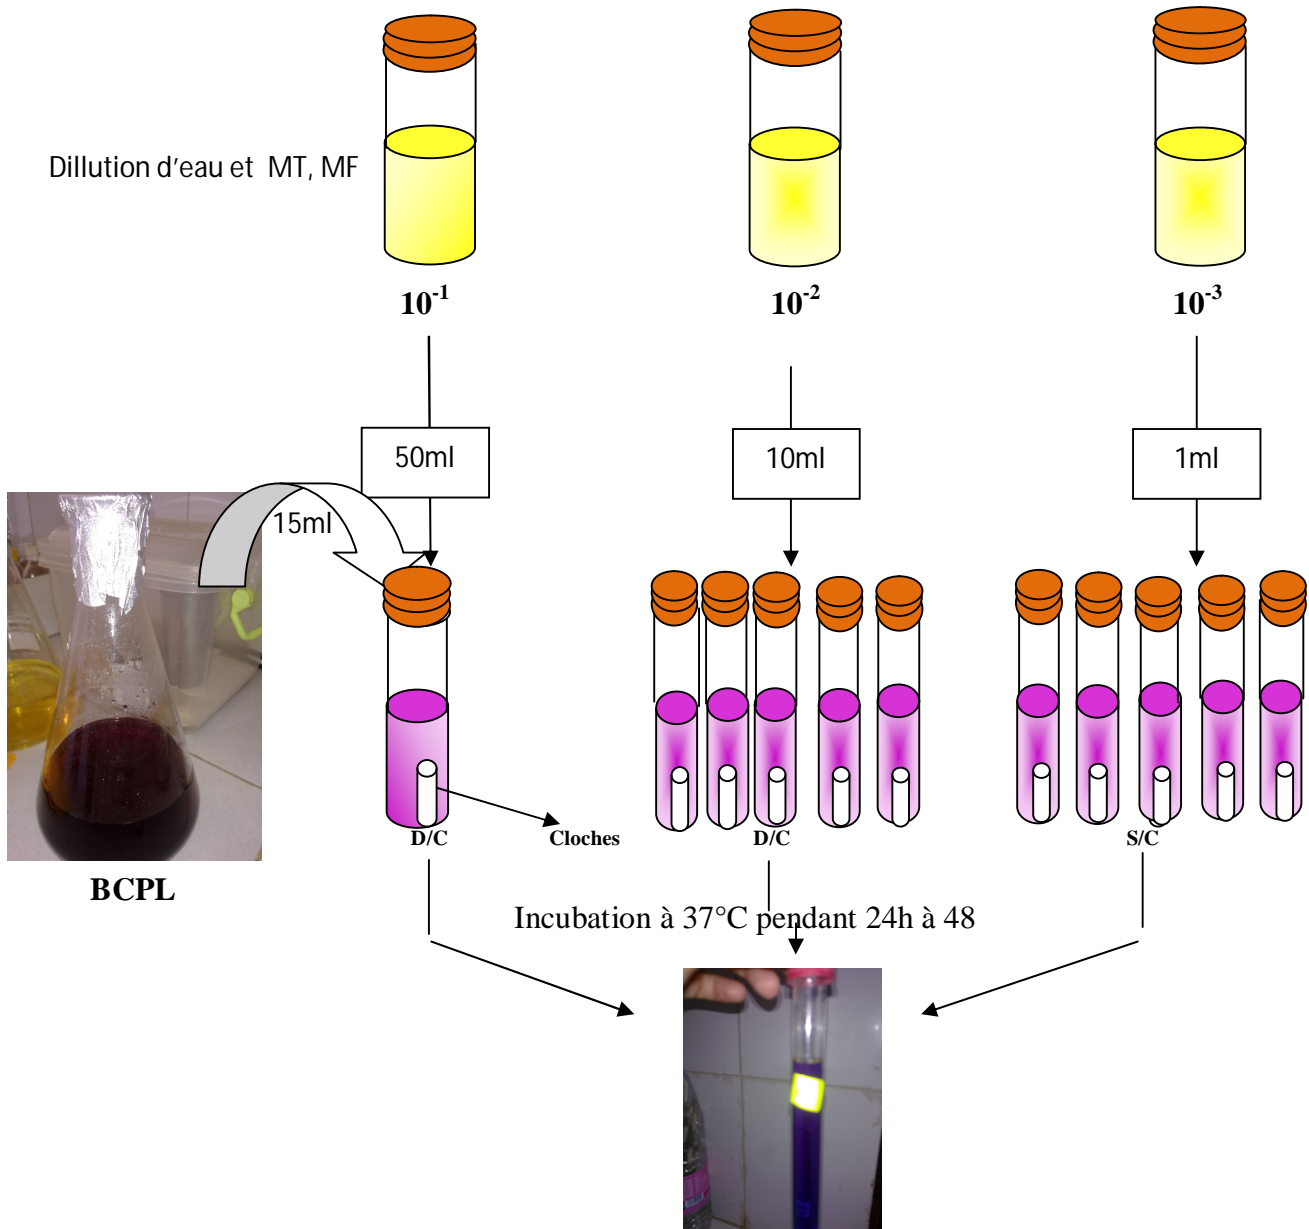 Dillution d'eau et MT, MF
10⁻¹
10⁻²
10⁻³
50ml
10ml
1ml
15ml
D/C
Cloches
D/C
S/C
BCPL
Incubation à 37°C pendant 24h à 48